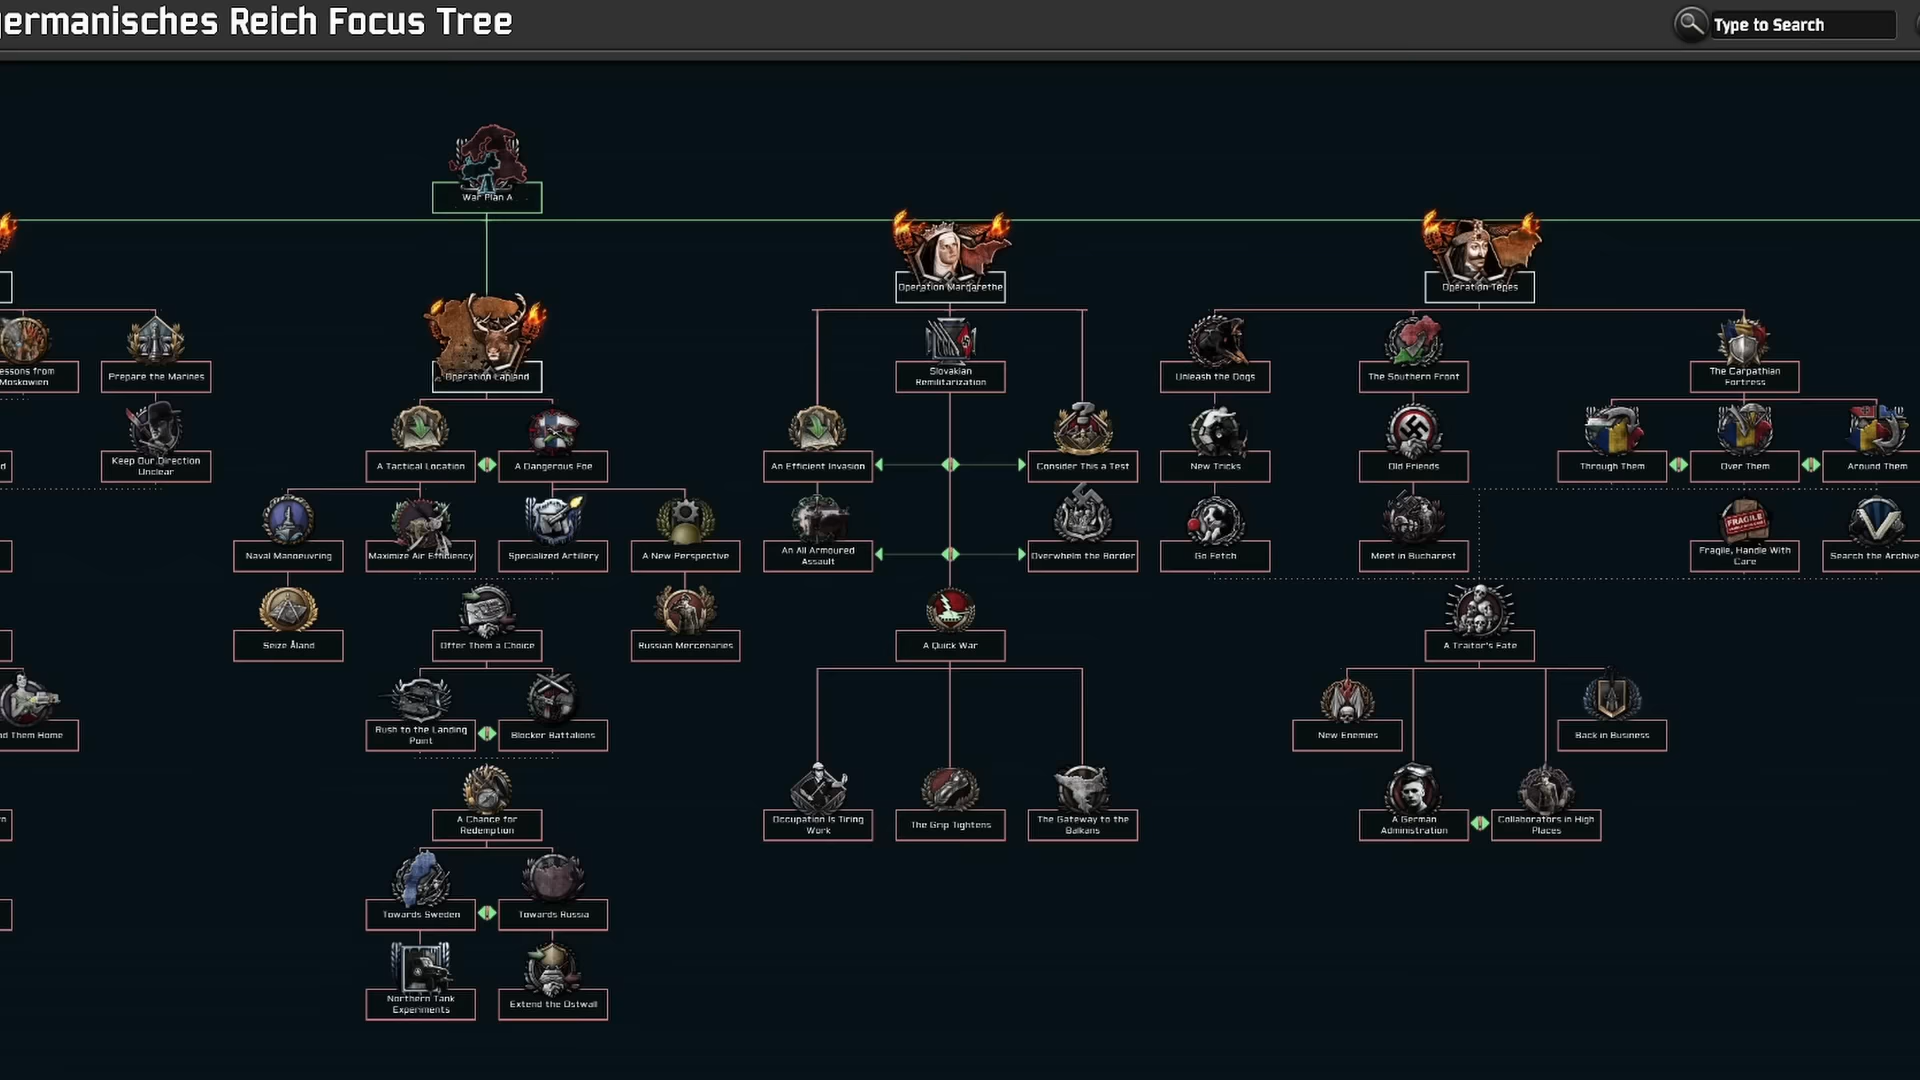 germanisches Reich Focus Tree
Type to Search
War Plan A
Operation Margarethe
Operation Țepeș
Operation Lapland
essons from
Moskowien
Prepare the Marines
Slovakian
Remilitarization
Unleash the Dogs
The Southern Front
The Carpathian
Fortress
Keep Our Direction
Unclear
A Tactical Location
A Dangerous Foe
An Efficient Invasion
Consider This a Test
New Tricks
Old Friends
Through Them
Over Them
Around Them
Naval Manoeuvring
Maximize Air Efficiency
Specialized Artillery
A New Perspective
An All Armoured
Assault
Overwhelm the Border
Go Fetch
Meet in Bucharest
FRAGILE
Fragile, Handle With
Care
Search the Archive
Seize Åland
Offer Them a Choice
Russian Mercenaries
A Quick War
A Traitor's Fate
nd Them Home
Rush to the Landing
Point
Blocker Battalions
New Enemies
Back in Business
A Chance for
Redemption
Occupation Is Tiring
Work
The Grip Tightens
The Gateway to the
Balkans
A German
Administration
Collaborators in High
Places
Towards Sweden
Towards Russia
Northern Tank
Experiments
Extend the Ostwall